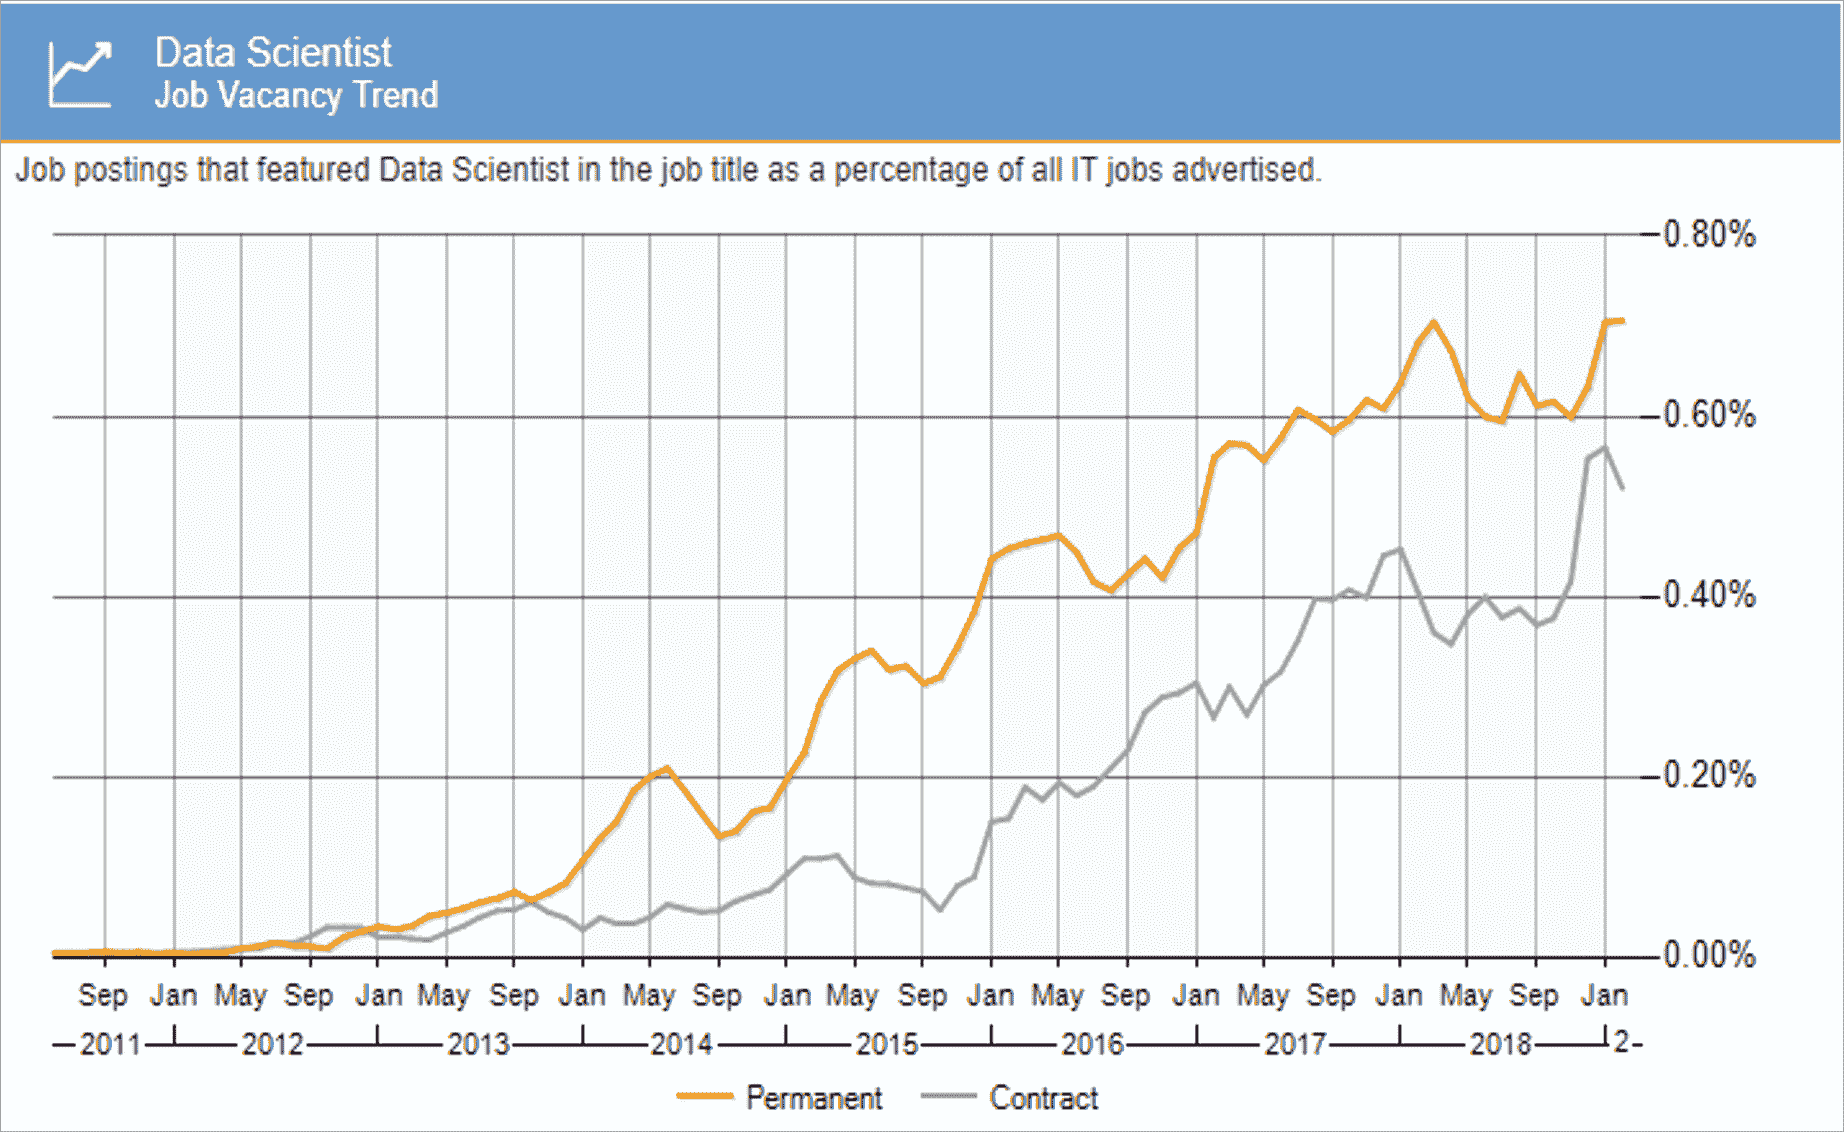 Data Scientist
Job Vacancy Trend
Job postings that featured Data Scientist in the job title as a percentage of all IT jobs advertised.
0.80%
0.60%
0.40%
0.20%
0.00%
Sep Jan May Sep Jan May Sep Jan May Sep Jan May Sep Jan May Sep Jan May Sep Jan May Sep Jan
2011 2012 2013 2014 2015 2016 2017 2018 2
Permanent Contract